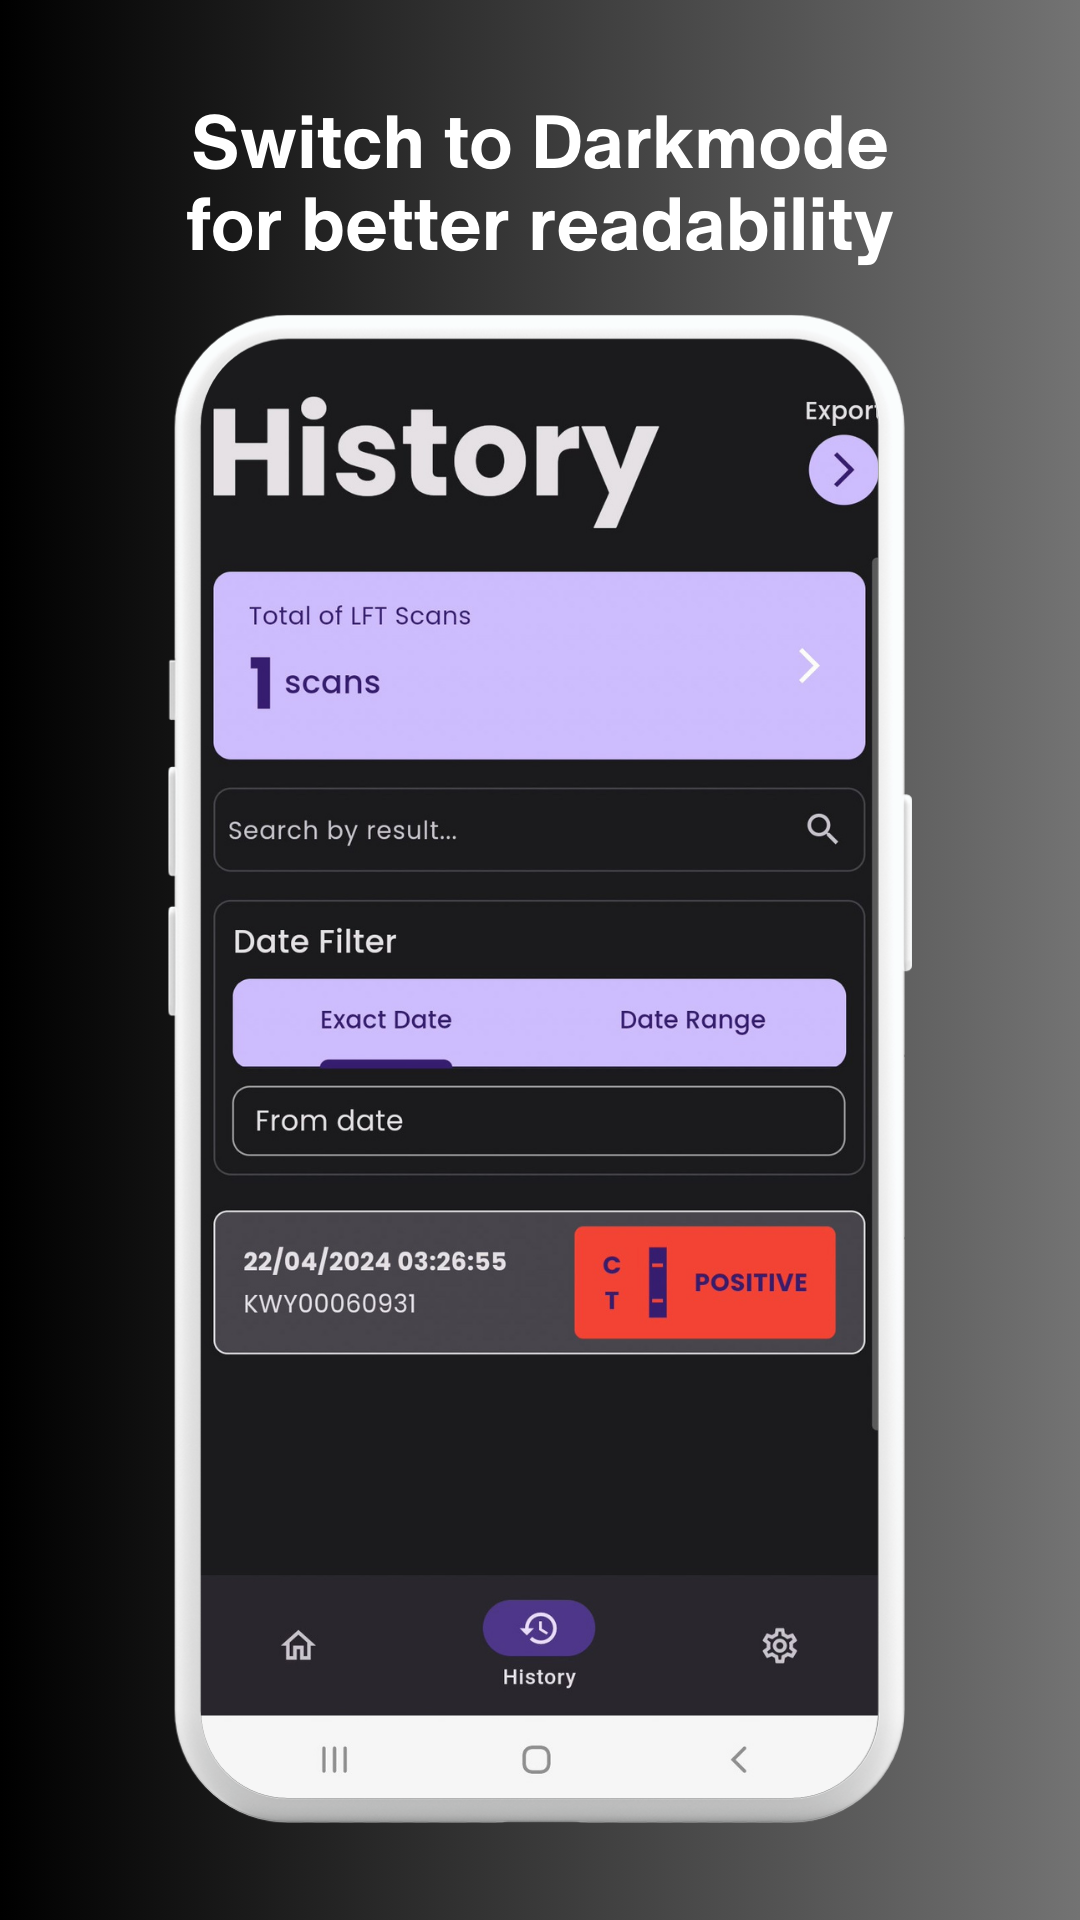 Switch to Darkmode
for better readability
History
Export
Total of LFT Scans
1 scans
Search by result...
Date Filter
Exact Date
Date Range
From date
22/04/2024 03:26:55
KWY00060931
C
T
POSITIVE
History